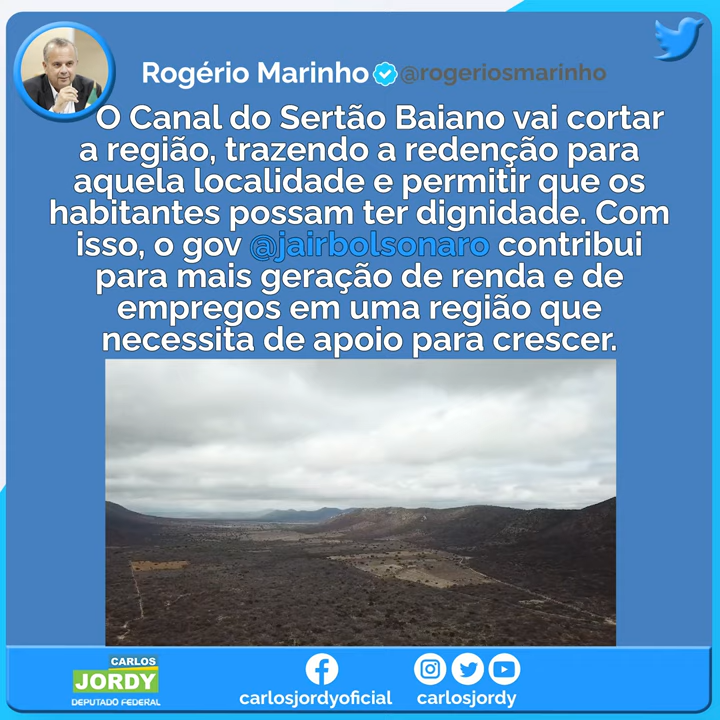 Rogério Marinho @rogeriosmarinho
O Canal do Sertão Baiano vai cortar
a região, trazendo a redenção para
aquela localidade e permitir que os
habitantes possam ter dignidade. Com
isso, o gov @jairbolsonaro contribui
para mais geração de renda e de
empregos em uma região que
necessita de apoio para crescer.
CARLOS
JORDY
DEPUTADO FEDERAL
carlosjordyoficial
carlosjordy